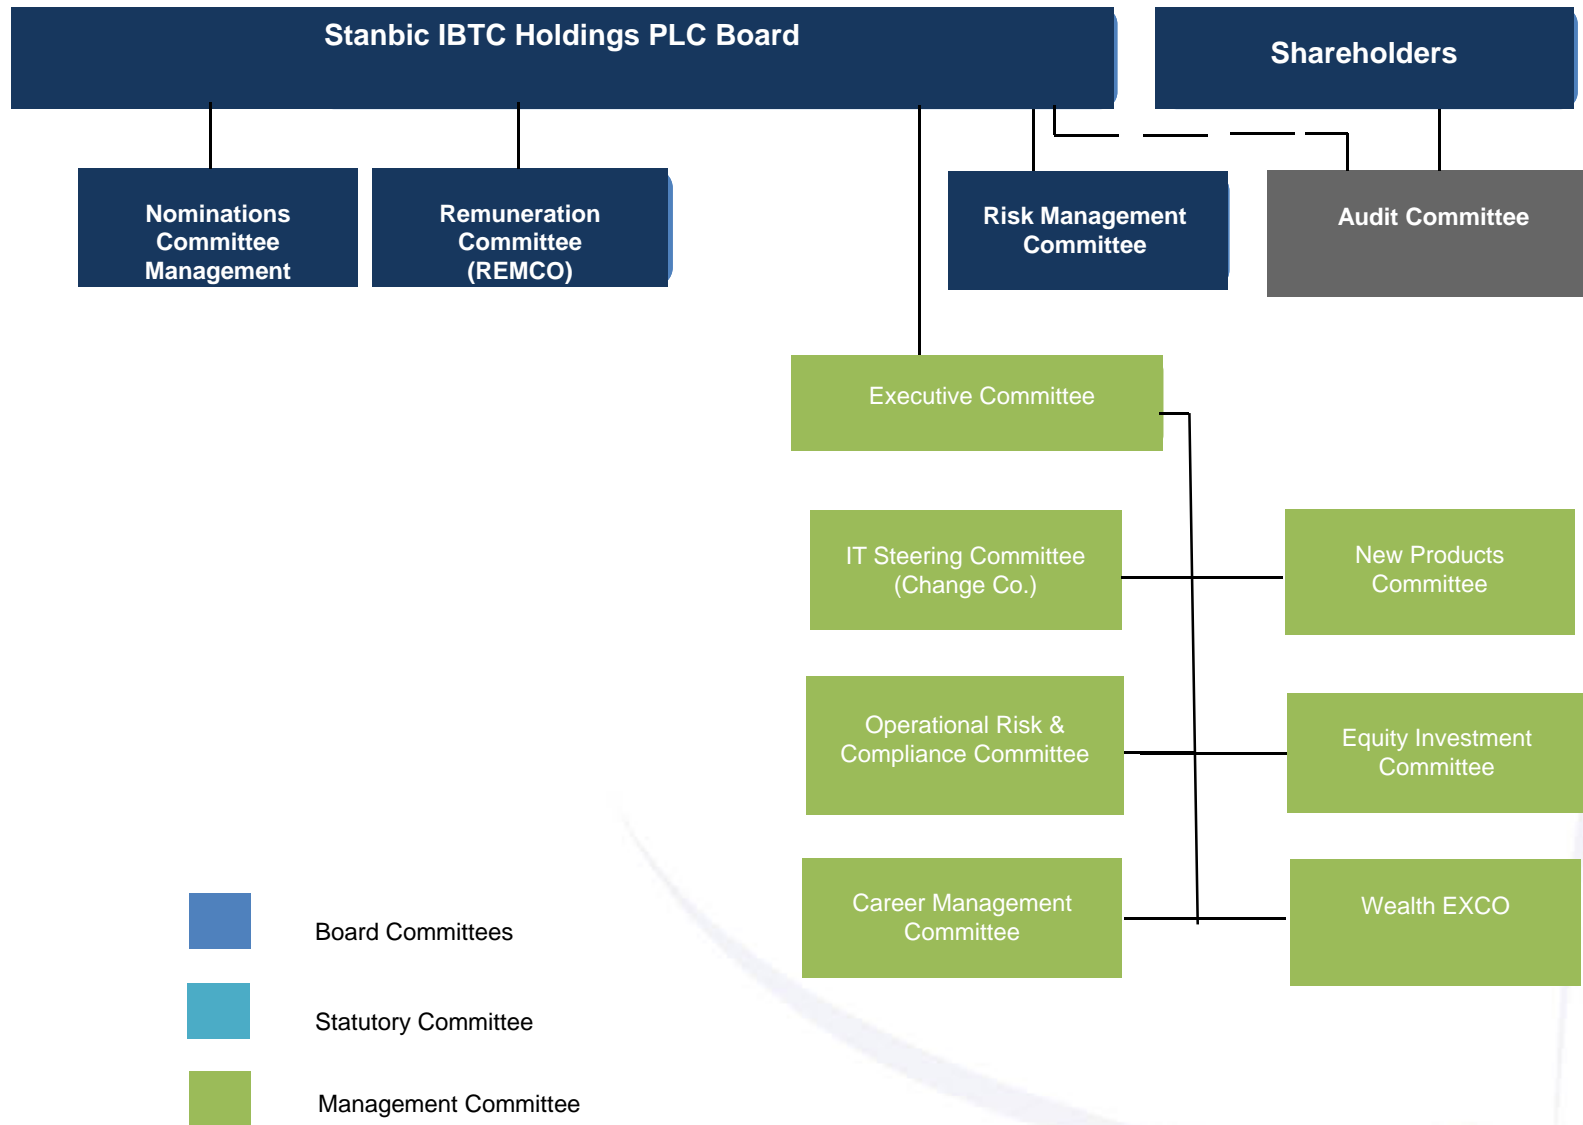 Stanbic IBTC Holdings PLC Board
Shareholders
Nominations
Committee
Management
Remuneration
Committee
(REMCO)
Risk Management
Committee
Audit Committee
Executive Committee
IT Steering Committee
(Change Co.)
New Products
Committee
Operational Risk &
Compliance Committee
Equity Investment
Committee
Career Management
Committee
Wealth EXCO
Board Committees
Statutory Committee
Management Committee